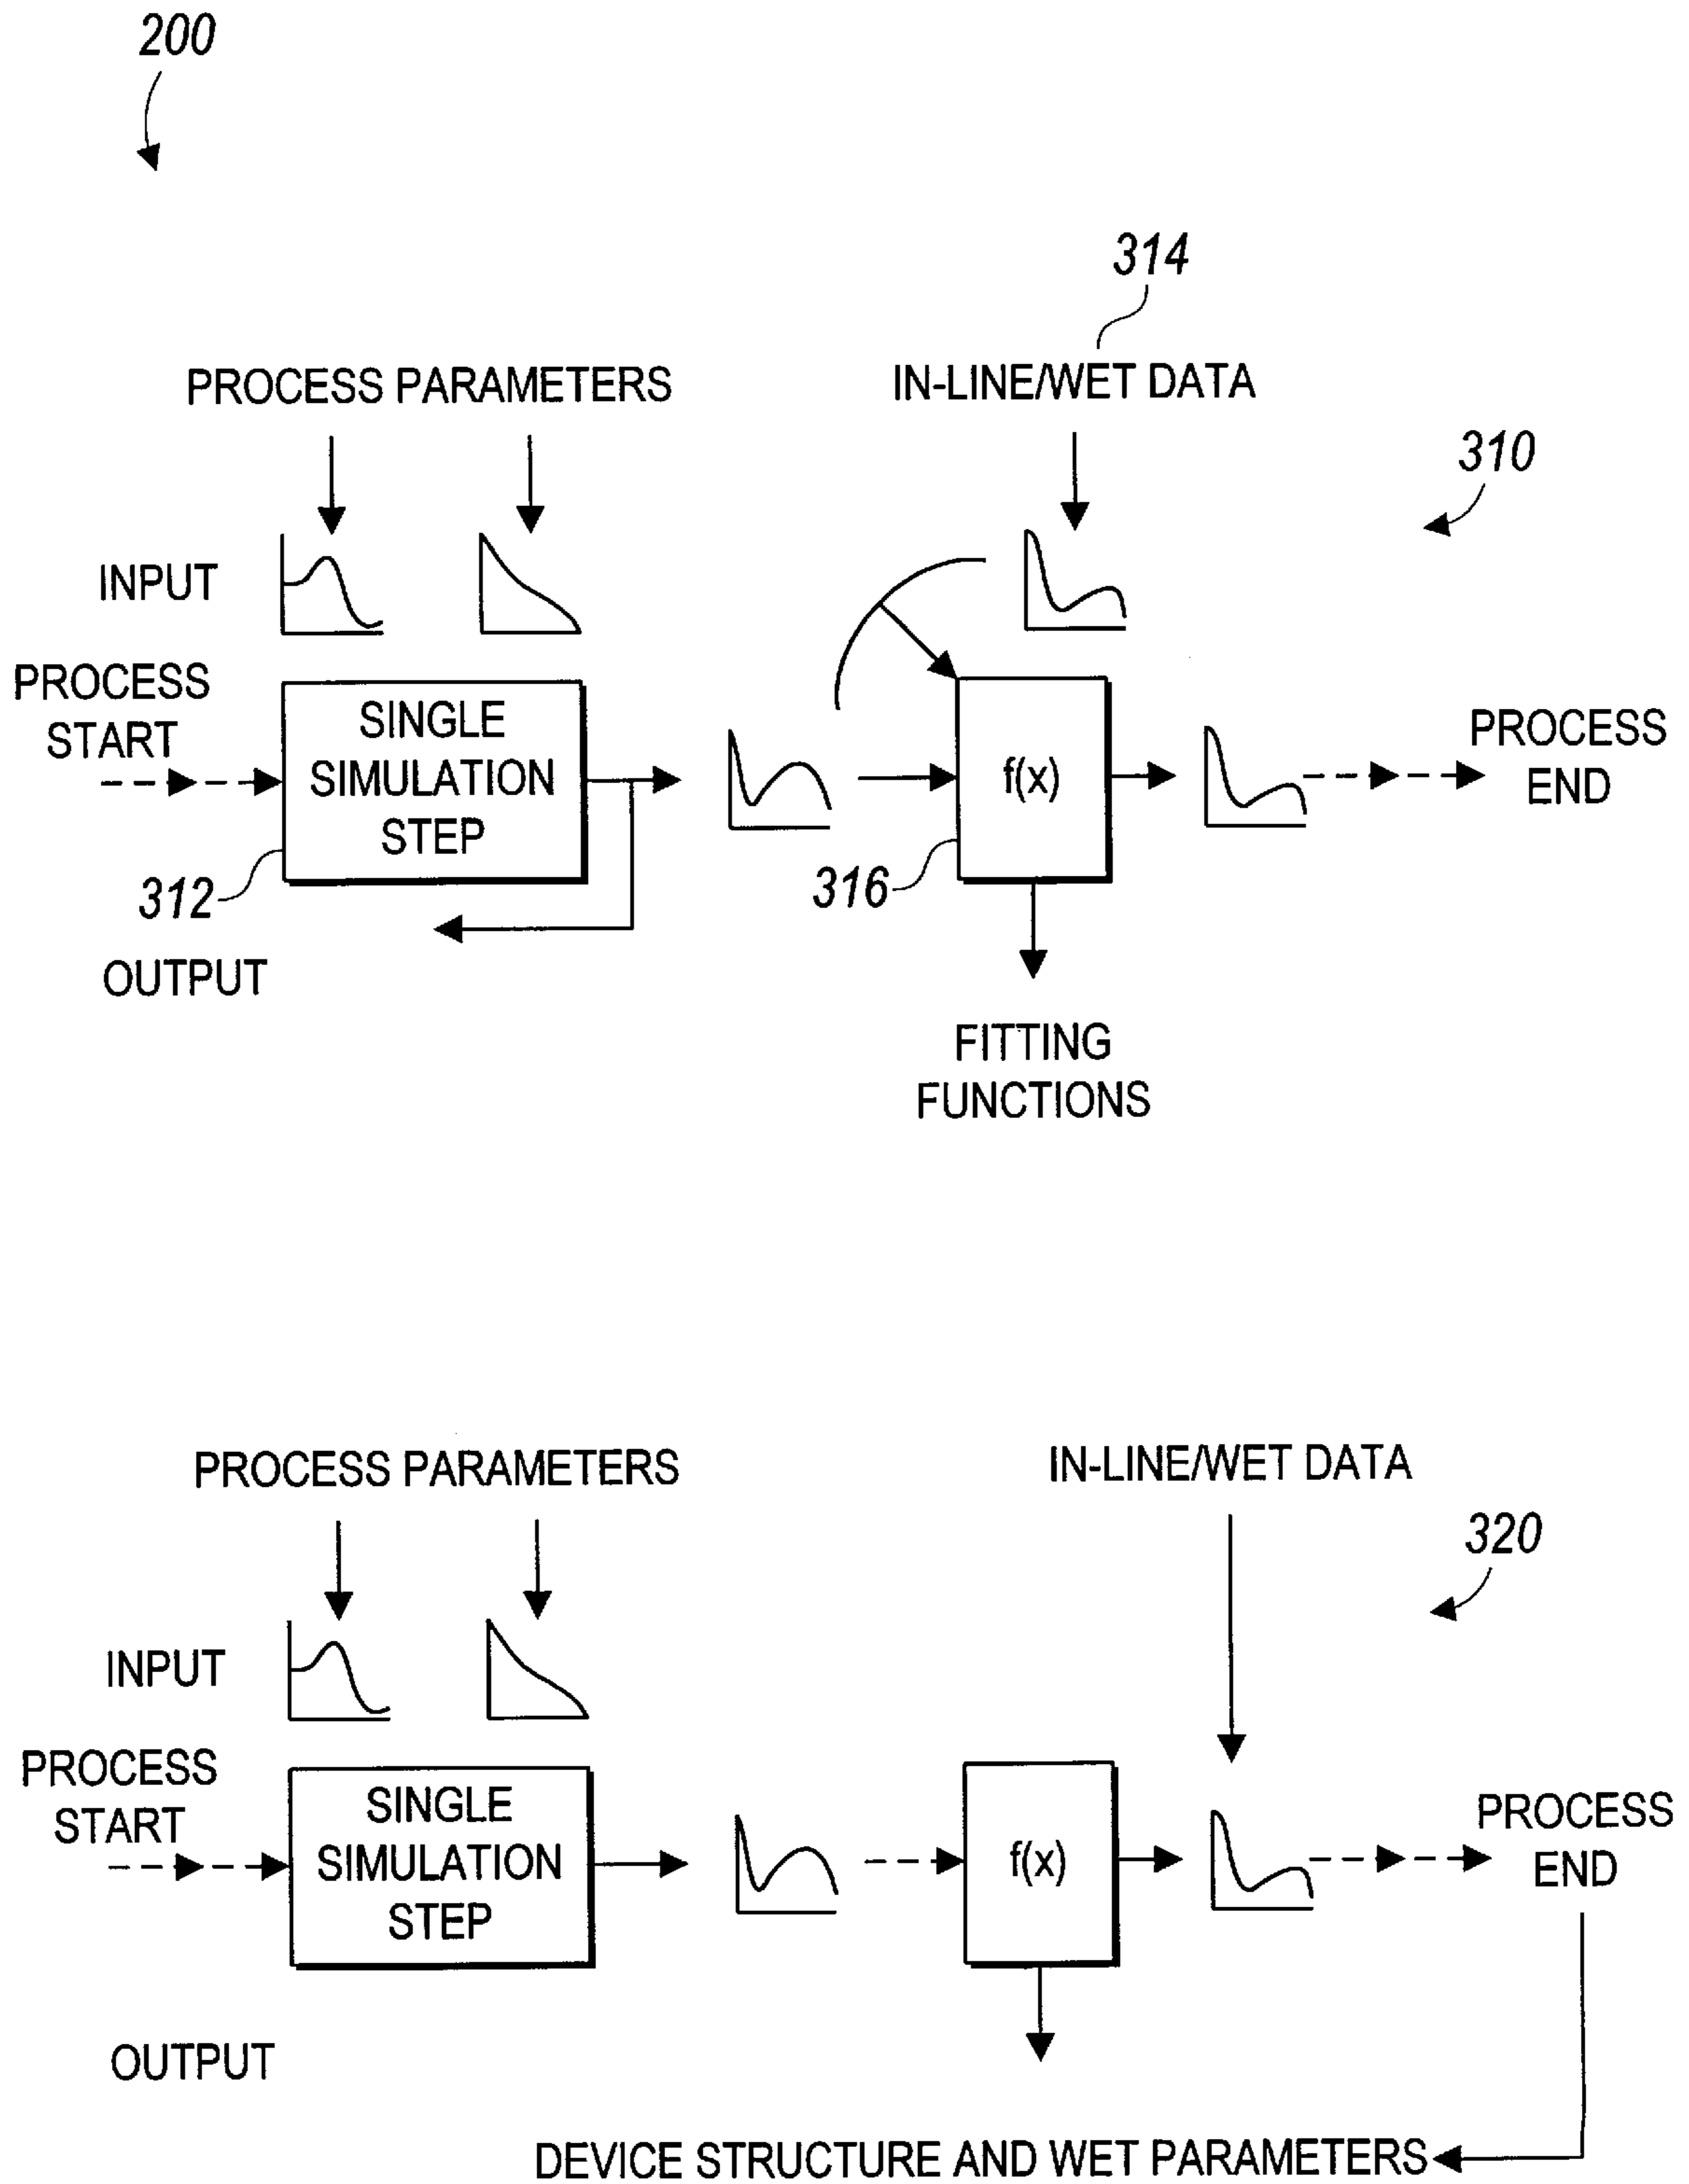 200
314
PROCESS PARAMETERS
IN-LINE/WET DATA
310
INPUT
PROCESS
START
SINGLE
SIMULATION
STEP
f(x)
PROCESS
END
312
316
OUTPUT
FITTING
FUNCTIONS
PROCESS PARAMETERS
IN-LINE/WET DATA
320
INPUT
PROCESS
START
SINGLE
SIMULATION
STEP
f(x)
PROCESS
END
OUTPUT
DEVICE STRUCTURE AND WET PARAMETERS